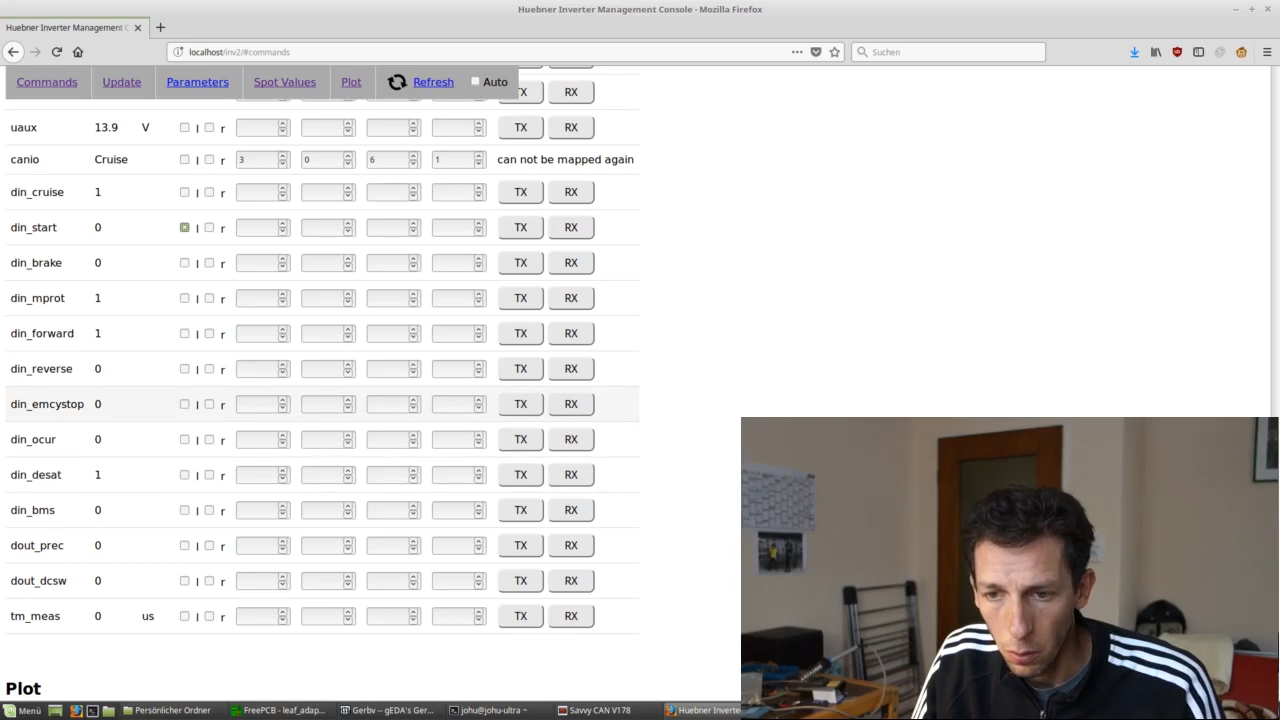 Huebner Inverter Management Console - Mozilla Firefox
Huebner Inverter Management C
localhost/inv2/#commands
Suchen
Commands Update Parameters Spot Values Plot Refresh Auto
TX RX
uaux 13.9 V l r TX RX
canio Cruise l r 3 0 6 1 can not be mapped again
din_cruise 1 l r TX RX
din_start 0 l r TX RX
din_brake 0 l r TX RX
din_mprot 1 l r TX RX
din_forward 1 l r TX RX
din_reverse 0 l r TX RX
din_emcystop 0 l r TX RX
din_ocur 0 l r TX RX
din_desat 1 l r TX RX
din_bms 0 l r TX RX
dout_prec 0 l r TX RX
dout_dcsw 0 l r TX RX
tm_meas 0 us l r TX RX
Plot
Menü Persönlicher Ordner FreePCB - leaf_adap... Gerbv -- gEDA's Ger... johu@johu-ultra ~ Savvy CAN V178 Huebner Inverter